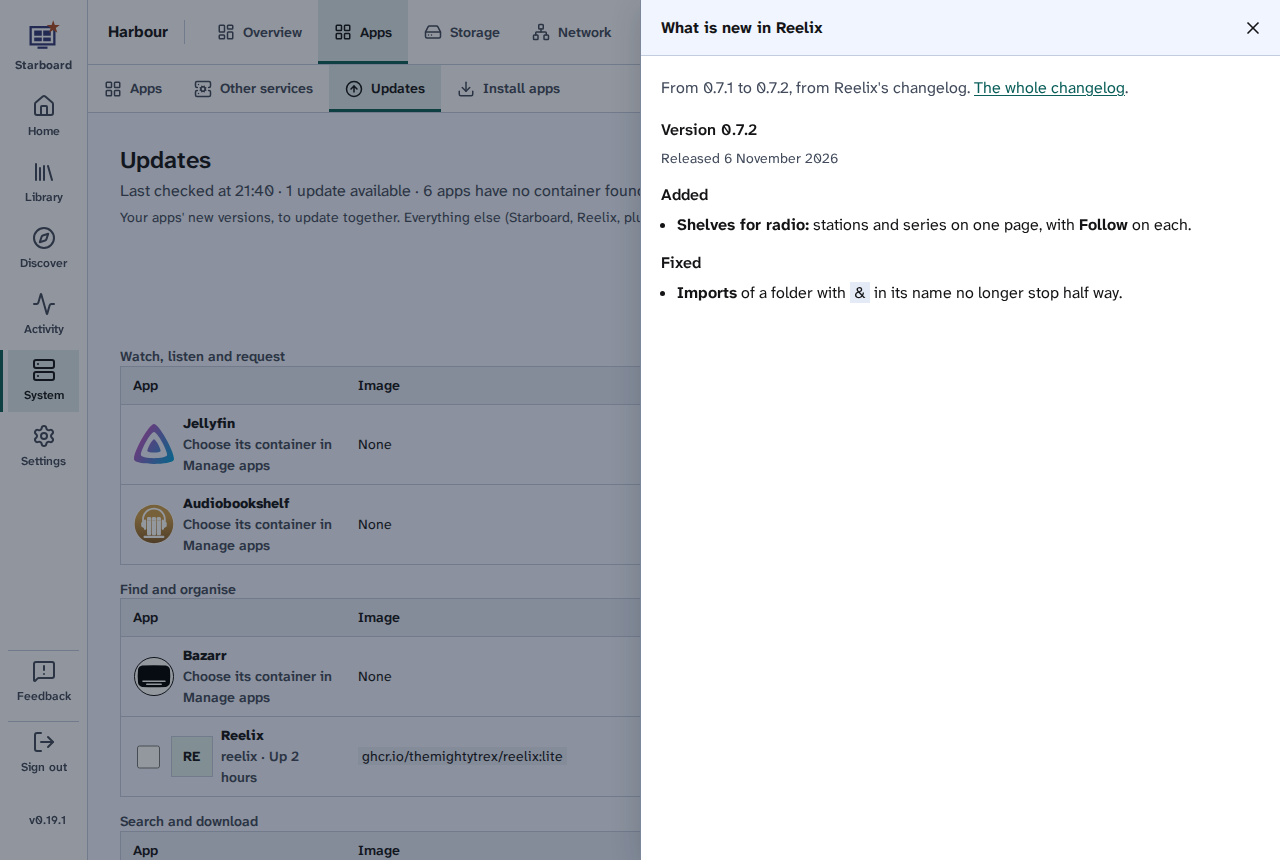 Starboard
Home
Library
Discover
Activity
System
Settings
Feedback
Sign out
v0.19.1
Harbour
Overview
Apps
Storage
Network
Apps
Other services
Updates
Install apps
Updates
Last checked at 21:40 · 1 update available · 6 apps have no container foun
Your apps' new versions, to update together. Everything else (Starboard, Reelix, plu
Watch, listen and request
App Image
Jellyfin
Choose its container in
Manage apps
None
Audiobookshelf
Choose its container in
Manage apps
None
Find and organise
App Image
Bazarr
Choose its container in
Manage apps
None
RE
Reelix
reelix · Up 2
hours
ghcr.io/themightytrex/reelix:lite
Search and download
App Image
What is new in Reelix
From 0.7.1 to 0.7.2, from Reelix's changelog. The whole changelog.
Version 0.7.2
Released 6 November 2026
Added
• Shelves for radio: stations and series on one page, with Follow on each.
Fixed
• Imports of a folder with & in its name no longer stop half way.